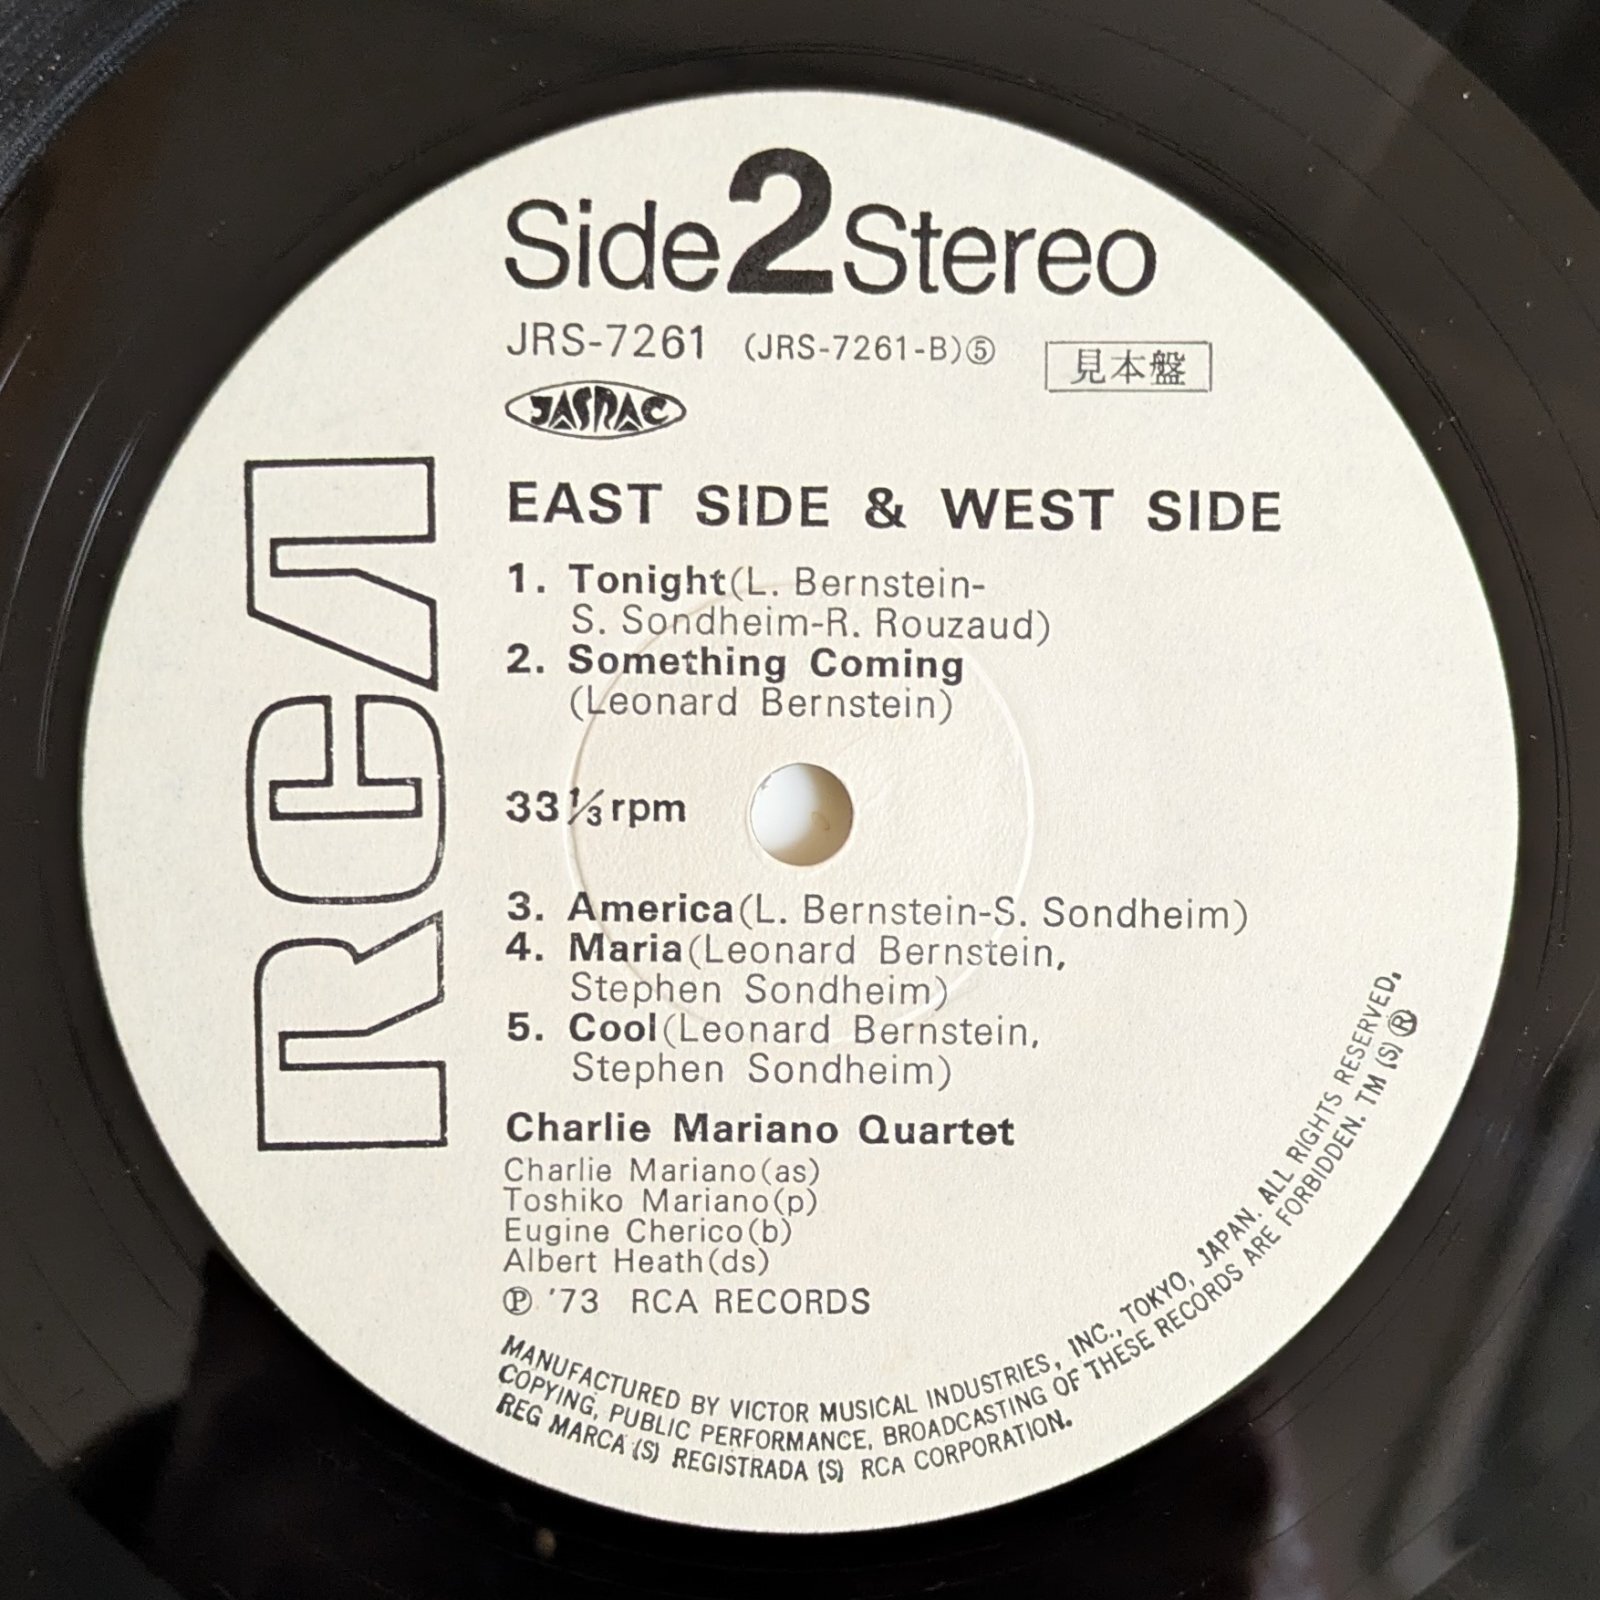 Side 2 Stereo
JRS-7261 (JRS-7261-B)⑤ 見本盤
JASRAC
RCA
EAST SIDE & WEST SIDE
1. Tonight(L. Bernstein-
S. Sondheim-R. Rouzaud)
2. Something Coming
(Leonard Bernstein)
33 1/3 rpm
3. America(L. Bernstein-S. Sondheim)
4. Maria(Leonard Bernstein,
Stephen Sondheim)
5. Cool(Leonard Bernstein,
Stephen Sondheim)
Charlie Mariano Quartet
Charlie Mariano(as)
Toshiko Mariano(p)
Eugine Cherico(b)
Albert Heath(ds)
℗ '73 RCA RECORDS
MANUFACTURED BY VICTOR MUSICAL INDUSTRIES, INC., TOKYO, JAPAN. ALL RIGHTS RESERVED.
COPYING, PUBLIC PERFORMANCE, BROADCASTING OF THESE RECORDS ARE FORBIDDEN. TM (S) ®
REG MARCA (S) REGISTRADA (S) RCA CORPORATION.